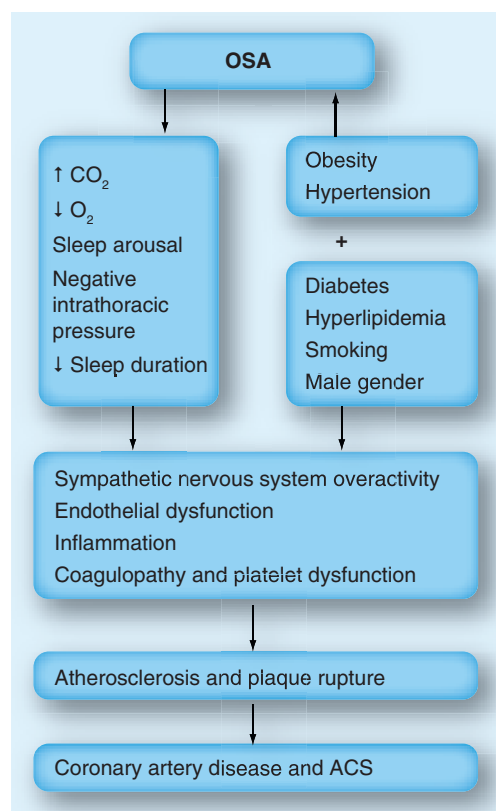 OSA
↑ CO₂
↓ O₂
Sleep arousal
Negative
intrathoracic
pressure
↓ Sleep duration
Obesity
Hypertension
+
Diabetes
Hyperlipidemia
Smoking
Male gender
Sympathetic nervous system overactivity
Endothelial dysfunction
Inflammation
Coagulopathy and platelet dysfunction
Atherosclerosis and plaque rupture
Coronary artery disease and ACS